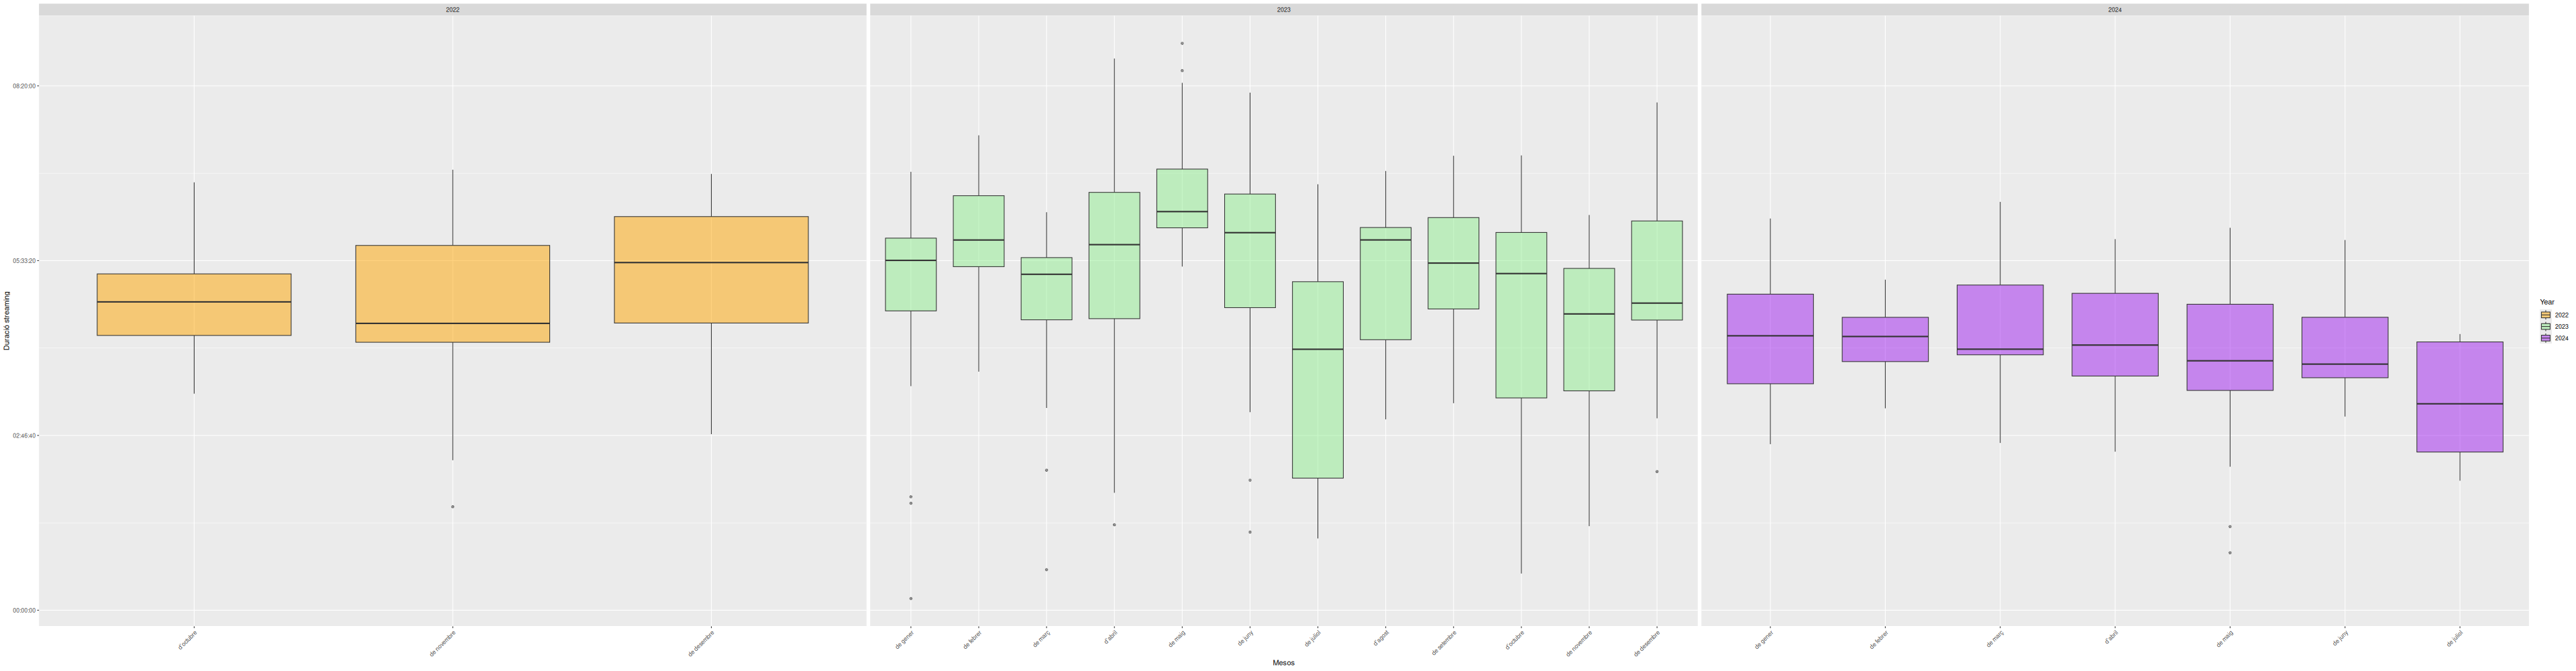 2022
2023
2024
Duració streaming
08:20:00
05:33:20
02:46:40
00:00:00
d'octubre
de novembre
de desembre
de gener
de febrer
de març
d'abril
de maig
de juny
de juliol
d'agost
de setembre
d'octubre
de novembre
de desembre
de gener
de febrer
de març
d'abril
de maig
de juny
de juliol
Mesos
Year
2022
2023
2024